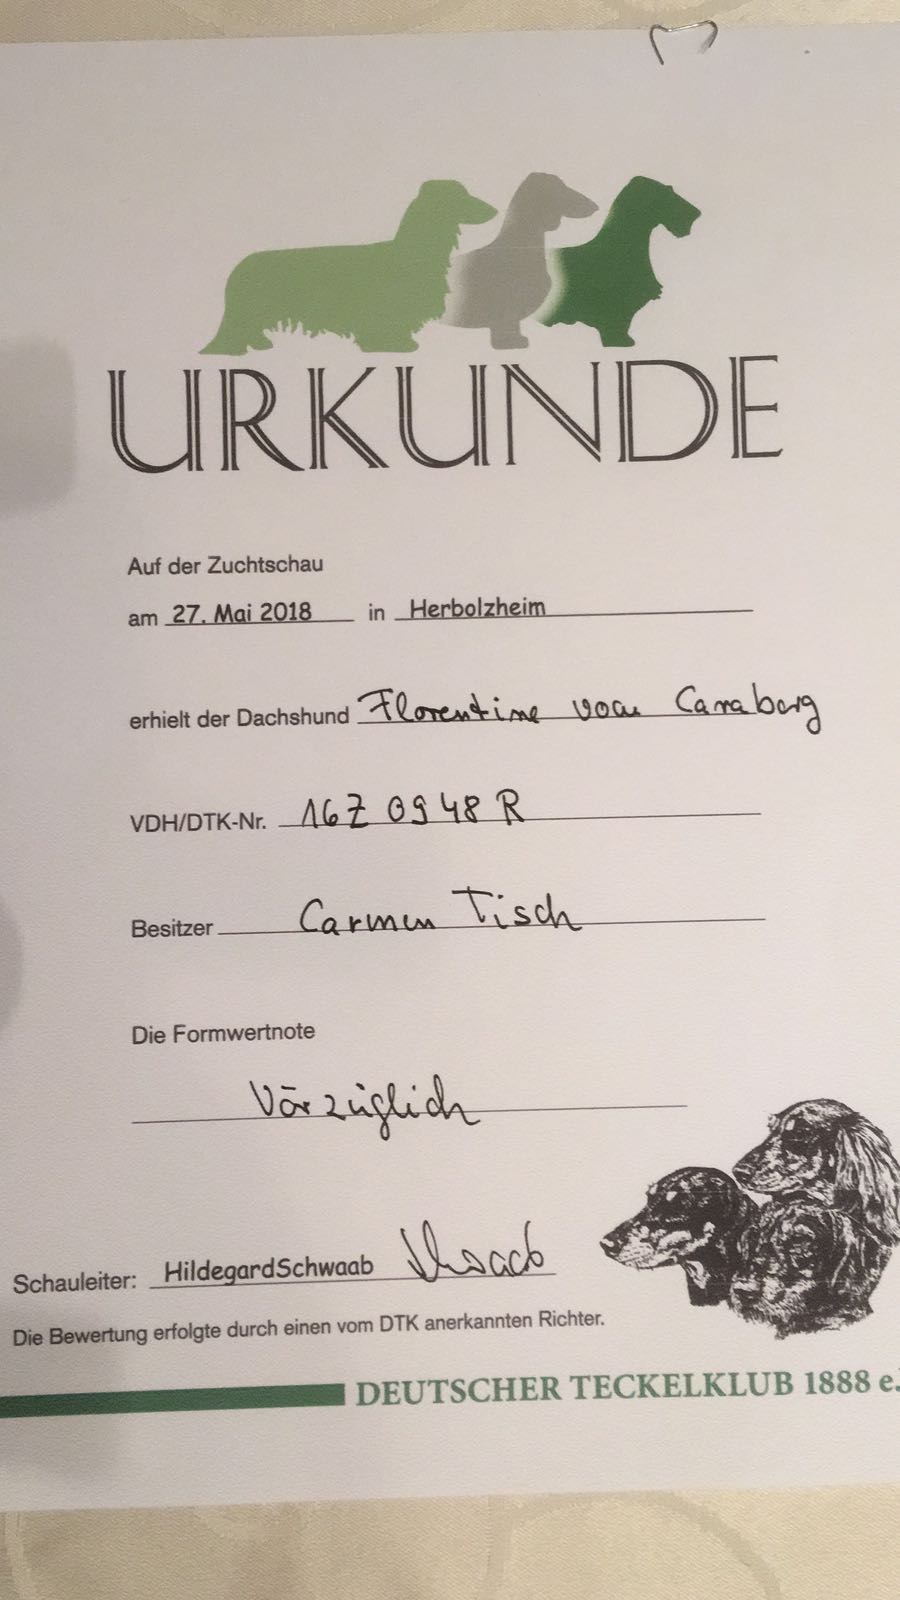 URKUNDE
Auf der Zuchtschau
am 27. Mai 2018 in Herbolzheim
erhielt der Dachshund Florentine vom Canaberg
VDH/DTK-Nr. 16Z 0948 R
Besitzer Carmen Tisch
Die Formwertnote
Vorzüglich
Schauleiter: HildegardSchwaab Schwaab
Die Bewertung erfolgte durch einen vom DTK anerkannten Richter.
DEUTSCHER TECKELKLUB 1888 e.